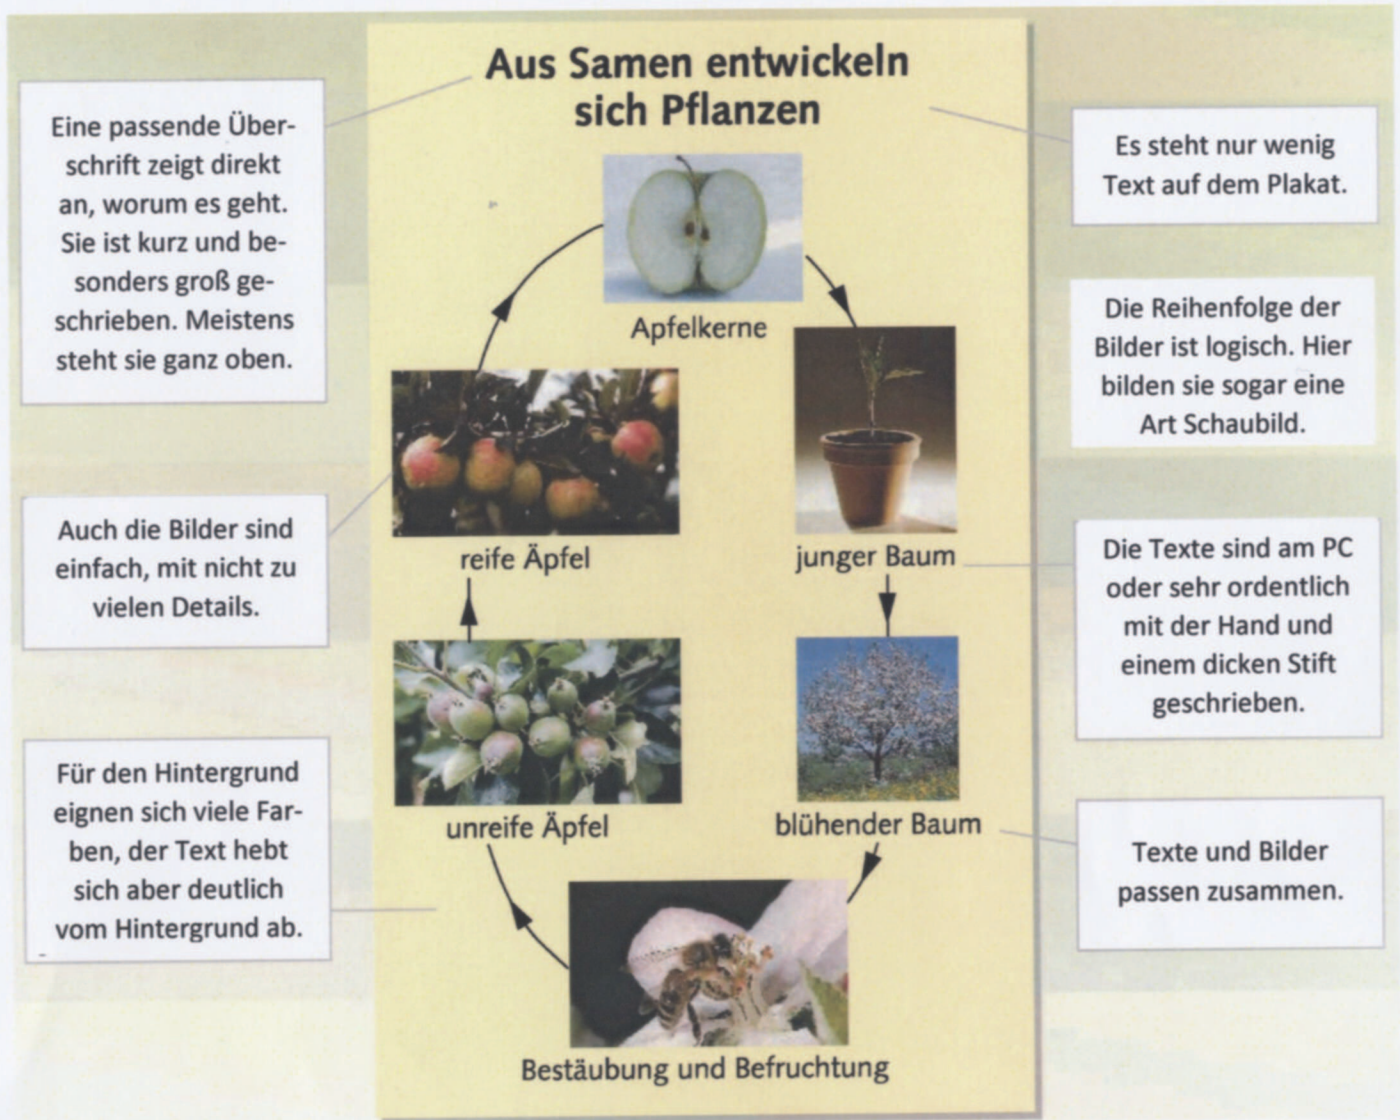 Aus Samen entwickeln
sich Pflanzen
Eine passende Über-
schrift zeigt direkt
an, worum es geht.
Sie ist kurz und be-
sonders groß ge-
schrieben. Meistens
steht sie ganz oben.
Auch die Bilder sind
einfach, mit nicht zu
vielen Details.
Für den Hintergrund
eignen sich viele Far-
ben, der Text hebt
sich aber deutlich
vom Hintergrund ab.
Apfelkerne
junger Baum
blühender Baum
Bestäubung und Befruchtung
unreife Äpfel
reife Äpfel
Es steht nur wenig
Text auf dem Plakat.
Die Reihenfolge der
Bilder ist logisch. Hier
bilden sie sogar eine
Art Schaubild.
Die Texte sind am PC
oder sehr ordentlich
mit der Hand und
einem dicken Stift
geschrieben.
Texte und Bilder
passen zusammen.